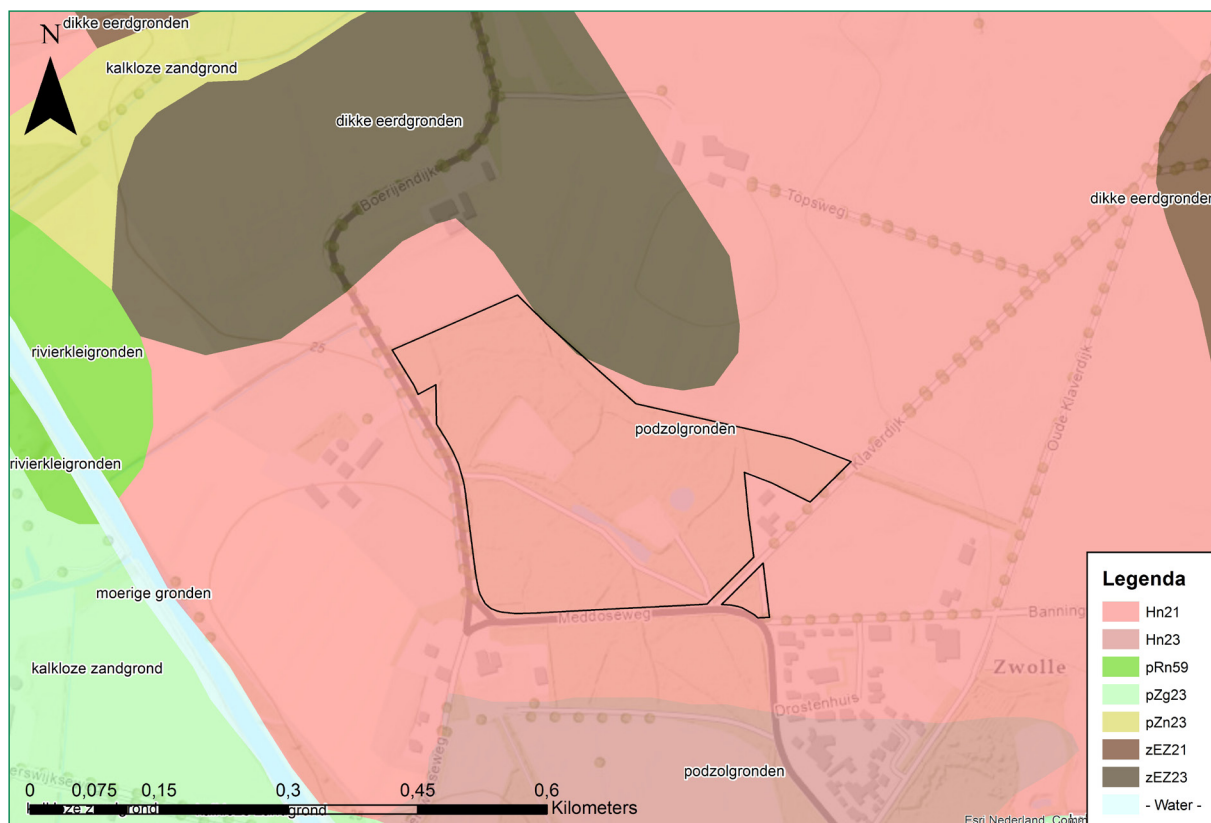 dikke eerdgronden
N
kalkloze zandgrond
dikke eerdgronden
Boerijendijk
Topsweg
dikke eerdgronden
rivierkleigronden
25
Oude Klaverdijk
podzolgronden
Klaverdijk
rivierkleigronden
moerige gronden
Meddoseweg
Banning
kalkloze zandgrond
Zwolle
Drostenhuis
podzolgronden
0 0,075 0,15 0,3 0,45 0,6
Kilometers
Legenda
Hn21
Hn23
pRn59
pZg23
pZn23
zEZ21
zEZ23
- Water -
Esri Nederland, Comm